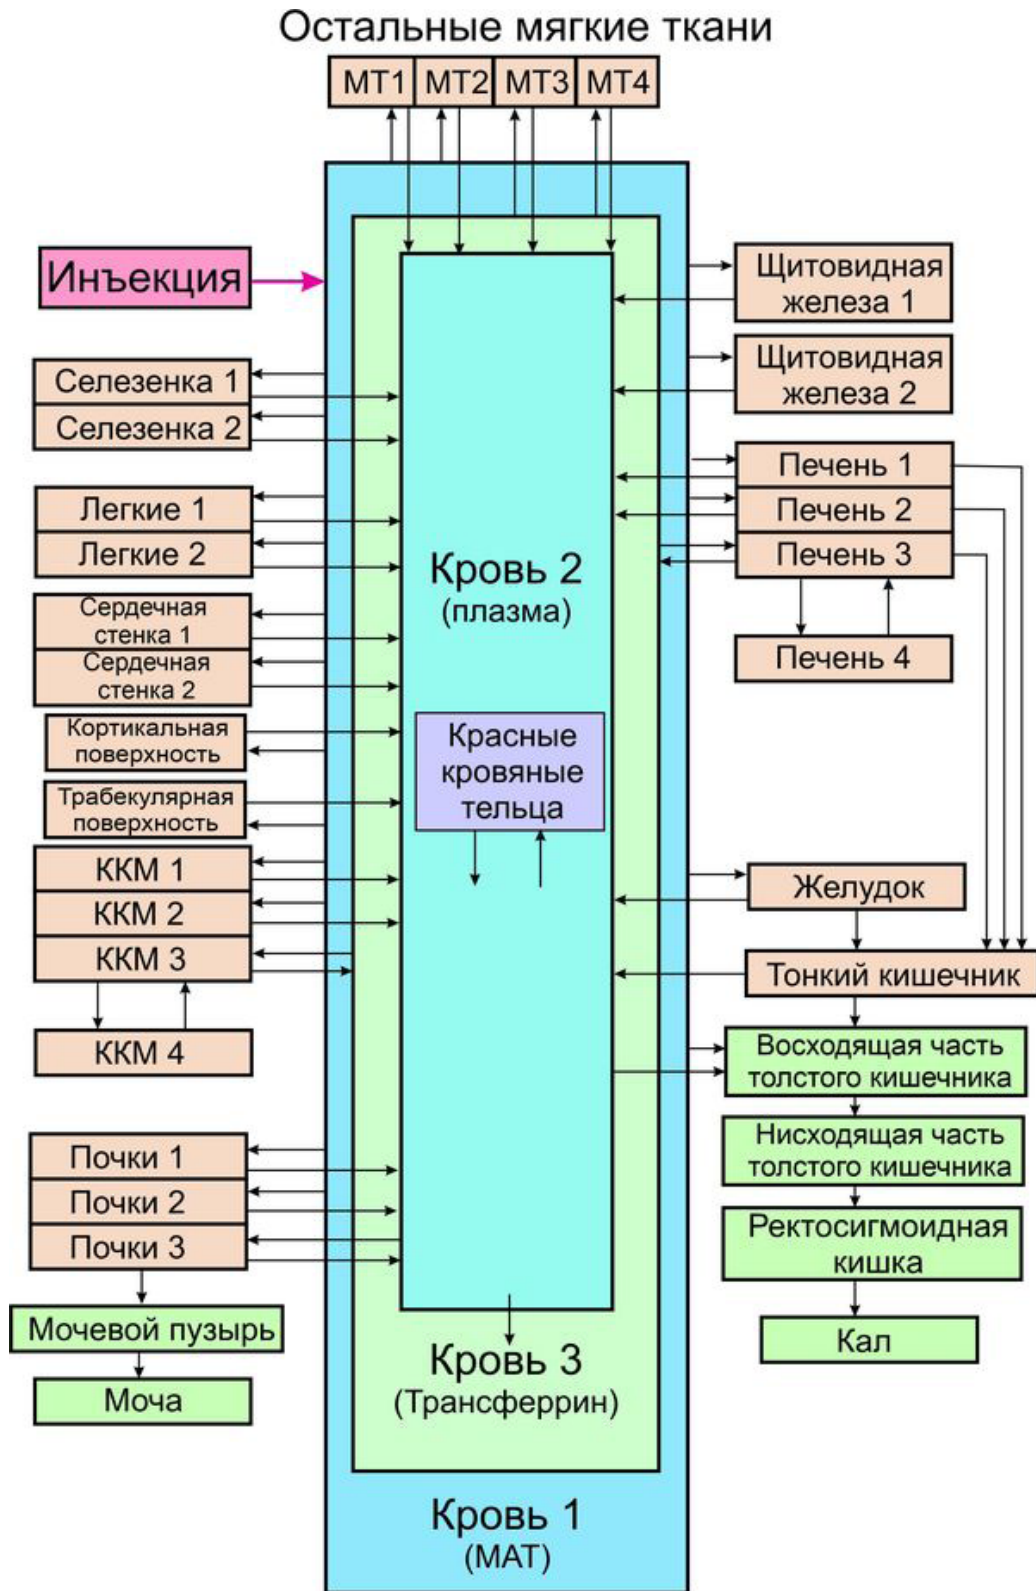 Остальные мягкие ткани
МТ1 МТ2 МТ3 МТ4
Инъекция
Селезенка 1
Селезенка 2
Легкие 1
Легкие 2
Сердечная
стенка 1
Сердечная
стенка 2
Кортикальная
поверхность
Трабекулярная
поверхность
ККМ 1
ККМ 2
ККМ 3
ККМ 4
Почки 1
Почки 2
Почки 3
Мочевой пузырь
Моча
Кровь 2
(плазма)
Красные
кровяные
тельца
Кровь 3
(Трансферрин)
Кровь 1
(МАТ)
Щитовидная
железа 1
Щитовидная
железа 2
Печень 1
Печень 2
Печень 3
Печень 4
Желудок
Тонкий кишечник
Восходящая часть
толстого кишечника
Нисходящая часть
толстого кишечника
Ректосигмоидная
кишка
Кал